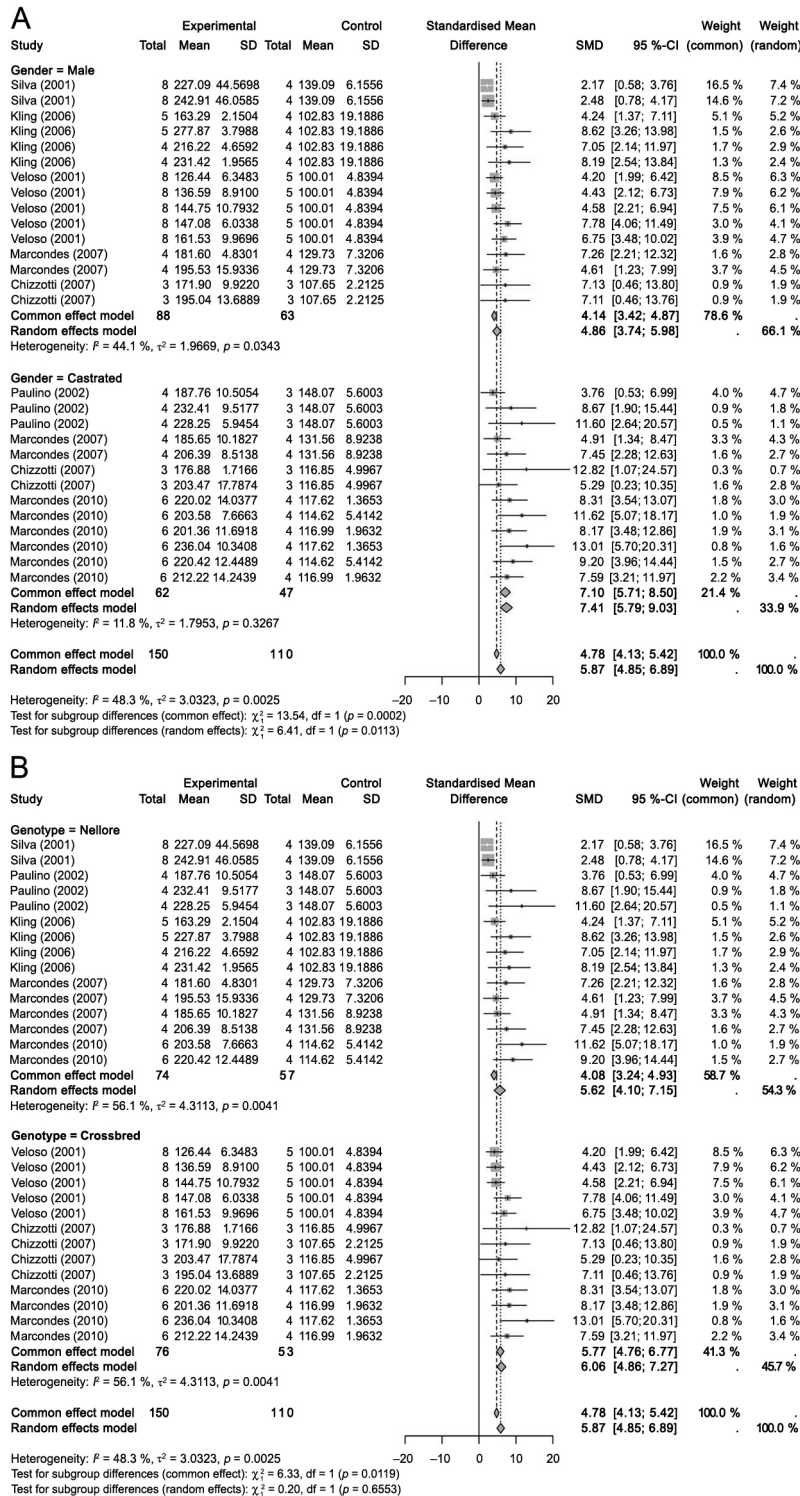 A
Experimental Control Standardised Mean Weight Weight
Study Total Mean SD Total Mean SD Difference SMD 95 %-CI (common) (random)
Gender = Male
Silva (2001) 8 227.09 44.5698 4 139.09 6.1556 2.17 [0.58; 3.76] 16.5 % 7.4 %
Silva (2001) 8 242.91 46.0585 4 139.09 6.1556 2.48 [0.78; 4.17] 14.6 % 7.2 %
Kling (2006) 5 163.29 2.1504 4 102.83 19.1886 4.24 [1.37; 7.11] 5.1 % 5.2 %
Kling (2006) 5 277.87 3.7988 4 102.83 19.1886 8.62 [3.26; 13.98] 1.5 % 2.6 %
Kling (2006) 4 216.22 4.6592 4 102.83 19.1886 7.05 [2.14; 11.97] 1.7 % 2.9 %
Kling (2006) 4 231.42 1.9565 4 102.83 19.1886 8.19 [2.54; 13.84] 1.3 % 2.4 %
Veloso (2001) 8 126.44 6.3483 5 100.01 4.8394 4.20 [1.99; 6.42] 8.5 % 6.3 %
Veloso (2001) 8 136.59 8.9100 5 100.01 4.8394 4.43 [2.12; 6.73] 7.9 % 6.2 %
Veloso (2001) 8 144.75 10.7932 5 100.01 4.8394 4.58 [2.21; 6.94] 7.5 % 6.1 %
Veloso (2001) 8 147.08 6.0338 5 100.01 4.8394 7.78 [4.06; 11.49] 3.0 % 4.1 %
Veloso (2001) 8 161.53 9.9696 5 100.01 4.8394 6.75 [3.48; 10.02] 3.9 % 4.7 %
Marcondes (2007) 4 181.60 4.8301 4 129.73 7.3206 7.26 [2.21; 12.32] 1.6 % 2.8 %
Marcondes (2007) 4 195.53 15.9336 4 129.73 7.3206 4.61 [1.23; 7.99] 3.7 % 4.5 %
Chizzotti (2007) 3 171.90 9.9220 3 107.65 2.2125 7.13 [0.46; 13.80] 0.9 % 1.9 %
Chizzotti (2007) 3 195.04 13.6889 3 107.65 2.2125 7.11 [0.46; 13.76] 0.9 % 1.9 %
Common effect model 88 63 4.14 [3.42; 4.87] 78.6 % .
Random effects model 4.86 [3.74; 5.98] . 66.1 %
Heterogeneity: I² = 44.1 %, τ² = 1.9669, p = 0.0343
Gender = Castrated
Paulino (2002) 4 187.76 10.5054 3 148.07 5.6003 3.76 [0.53; 6.99] 4.0 % 4.7 %
Paulino (2002) 4 232.41 9.5177 3 148.07 5.6003 8.67 [1.90; 15.44] 0.9 % 1.8 %
Paulino (2002) 4 228.25 5.9454 3 148.07 5.6003 11.60 [2.64; 20.57] 0.5 % 1.1 %
Marcondes (2007) 4 185.65 10.1827 4 131.56 8.9238 4.91 [1.34; 8.47] 3.3 % 4.3 %
Marcondes (2007) 4 206.39 8.5138 4 131.56 8.9238 7.45 [2.28; 12.63] 1.6 % 2.7 %
Chizzotti (2007) 3 176.88 1.7166 3 116.85 4.9967 12.82 [1.07; 24.57] 0.3 % 0.7 %
Chizzotti (2007) 3 203.47 17.7874 3 116.85 4.9967 5.29 [0.23; 10.35] 1.6 % 2.8 %
Marcondes (2010) 6 220.02 14.0377 4 117.62 1.3653 8.31 [3.54; 13.07] 1.8 % 3.0 %
Marcondes (2010) 6 203.58 7.6663 4 114.62 5.4142 11.62 [5.07; 18.17] 1.0 % 1.9 %
Marcondes (2010) 6 201.36 11.6918 4 116.99 1.9632 8.17 [3.48; 12.86] 1.9 % 3.1 %
Marcondes (2010) 6 236.04 10.3408 4 117.62 1.3653 13.01 [5.70; 20.31] 0.8 % 1.6 %
Marcondes (2010) 6 220.42 12.4489 4 114.62 5.4142 9.20 [3.96; 14.44] 1.5 % 2.7 %
Marcondes (2010) 6 212.22 14.2439 4 116.99 1.9632 7.59 [3.21; 11.97] 2.2 % 3.4 %
Common effect model 62 47 7.10 [5.71; 8.50] 21.4 % .
Random effects model 7.41 [5.79; 9.03] . 33.9 %
Heterogeneity: I² = 11.8 %, τ² = 1.7953, p = 0.3267
Common effect model 150 110 4.78 [4.13; 5.42] 100.0 % .
Random effects model 5.87 [4.85; 6.89] . 100.0 %
Heterogeneity: I² = 48.3 %, τ² = 3.0323, p = 0.0025 −20 −10 0 10 20
Test for subgroup differences (common effect): χ²₁ = 13.54, df = 1 (p = 0.0002)
Test for subgroup differences (random effects): χ²₁ = 6.41, df = 1 (p = 0.0113)
B
Experimental Control Standardised Mean Weight Weight
Study Total Mean SD Total Mean SD Difference SMD 95 %-CI (common) (random)
Genotype = Nellore
Silva (2001) 8 227.09 44.5698 4 139.09 6.1556 2.17 [0.58; 3.76] 16.5 % 7.4 %
Silva (2001) 8 242.91 46.0585 4 139.09 6.1556 2.48 [0.78; 4.17] 14.6 % 7.2 %
Paulino (2002) 4 187.76 10.5054 3 148.07 5.6003 3.76 [0.53; 6.99] 4.0 % 4.7 %
Paulino (2002) 4 232.41 9.5177 3 148.07 5.6003 8.67 [1.90; 15.44] 0.9 % 1.8 %
Paulino (2002) 4 228.25 5.9454 3 148.07 5.6003 11.60 [2.64; 20.57] 0.5 % 1.1 %
Kling (2006) 5 163.29 2.1504 4 102.83 19.1886 4.24 [1.37; 7.11] 5.1 % 5.2 %
Kling (2006) 5 227.87 3.7988 4 102.83 19.1886 8.62 [3.26; 13.98] 1.5 % 2.6 %
Kling (2006) 4 216.22 4.6592 4 102.83 19.1886 7.05 [2.14; 11.97] 1.7 % 2.9 %
Kling (2006) 4 231.42 1.9565 4 102.83 19.1886 8.19 [2.54; 13.84] 1.3 % 2.4 %
Marcondes (2007) 4 181.60 4.8301 4 129.73 7.3206 7.26 [2.21; 12.32] 1.6 % 2.8 %
Marcondes (2007) 4 195.53 15.9336 4 129.73 7.3206 4.61 [1.23; 7.99] 3.7 % 4.5 %
Marcondes (2007) 4 185.65 10.1827 4 131.56 8.9238 4.91 [1.34; 8.47] 3.3 % 4.3 %
Marcondes (2007) 4 206.39 8.5138 4 131.56 8.9238 7.45 [2.28; 12.63] 1.6 % 2.7 %
Marcondes (2010) 6 203.58 7.6663 4 114.62 5.4142 11.62 [5.07; 18.17] 1.0 % 1.9 %
Marcondes (2010) 6 220.42 12.4489 4 114.62 5.4142 9.20 [3.96; 14.44] 1.5 % 2.7 %
Common effect model 74 57 4.08 [3.24; 4.93] 58.7 % .
Random effects model 5.62 [4.10; 7.15] . 54.3 %
Heterogeneity: I² = 56.1 %, τ² = 4.3113, p = 0.0041
Genotype = Crossbred
Veloso (2001) 8 126.44 6.3483 5 100.01 4.8394 4.20 [1.99; 6.42] 8.5 % 6.3 %
Veloso (2001) 8 136.59 8.9100 5 100.01 4.8394 4.43 [2.12; 6.73] 7.9 % 6.2 %
Veloso (2001) 8 144.75 10.7932 5 100.01 4.8394 4.58 [2.21; 6.94] 7.5 % 6.1 %
Veloso (2001) 8 147.08 6.0338 5 100.01 4.8394 7.78 [4.06; 11.49] 3.0 % 4.1 %
Veloso (2001) 8 161.53 9.9696 5 100.01 4.8394 6.75 [3.48; 10.02] 3.9 % 4.7 %
Chizzotti (2007) 3 176.88 1.7166 3 116.85 4.9967 12.82 [1.07; 24.57] 0.3 % 0.7 %
Chizzotti (2007) 3 171.90 9.9220 3 107.65 2.2125 7.13 [0.46; 13.80] 0.9 % 1.9 %
Chizzotti (2007) 3 203.47 17.7874 3 116.85 4.9967 5.29 [0.23; 10.35] 1.6 % 2.8 %
Chizzotti (2007) 3 195.04 13.6889 3 107.65 2.2125 7.11 [0.46; 13.76] 0.9 % 1.9 %
Marcondes (2010) 6 220.02 14.0377 4 117.62 1.3653 8.31 [3.54; 13.07] 1.8 % 3.0 %
Marcondes (2010) 6 201.36 11.6918 4 116.99 1.9632 8.17 [3.48; 12.86] 1.9 % 3.1 %
Marcondes (2010) 6 236.04 10.3408 4 117.62 1.3653 13.01 [5.70; 20.31] 0.8 % 1.6 %
Marcondes (2010) 6 212.22 14.2439 4 116.99 1.9632 7.59 [3.21; 11.97] 2.2 % 3.4 %
Common effect model 76 53 5.77 [4.76; 6.77] 41.3 % .
Random effects model 6.06 [4.86; 7.27] . 45.7 %
Heterogeneity: I² = 56.1 %, τ² = 4.3113, p = 0.0041
Common effect model 150 110 4.78 [4.13; 5.42] 100.0 % .
Random effects model 5.87 [4.85; 6.89] . 100.0 %
Heterogeneity: I² = 48.3 %, τ² = 3.0323, p = 0.0025 −20 −10 0 10 20
Test for subgroup differences (common effect): χ²₁ = 6.33, df = 1 (p = 0.0119)
Test for subgroup differences (random effects): χ²₁ = 0.20, df = 1 (p = 0.6553)